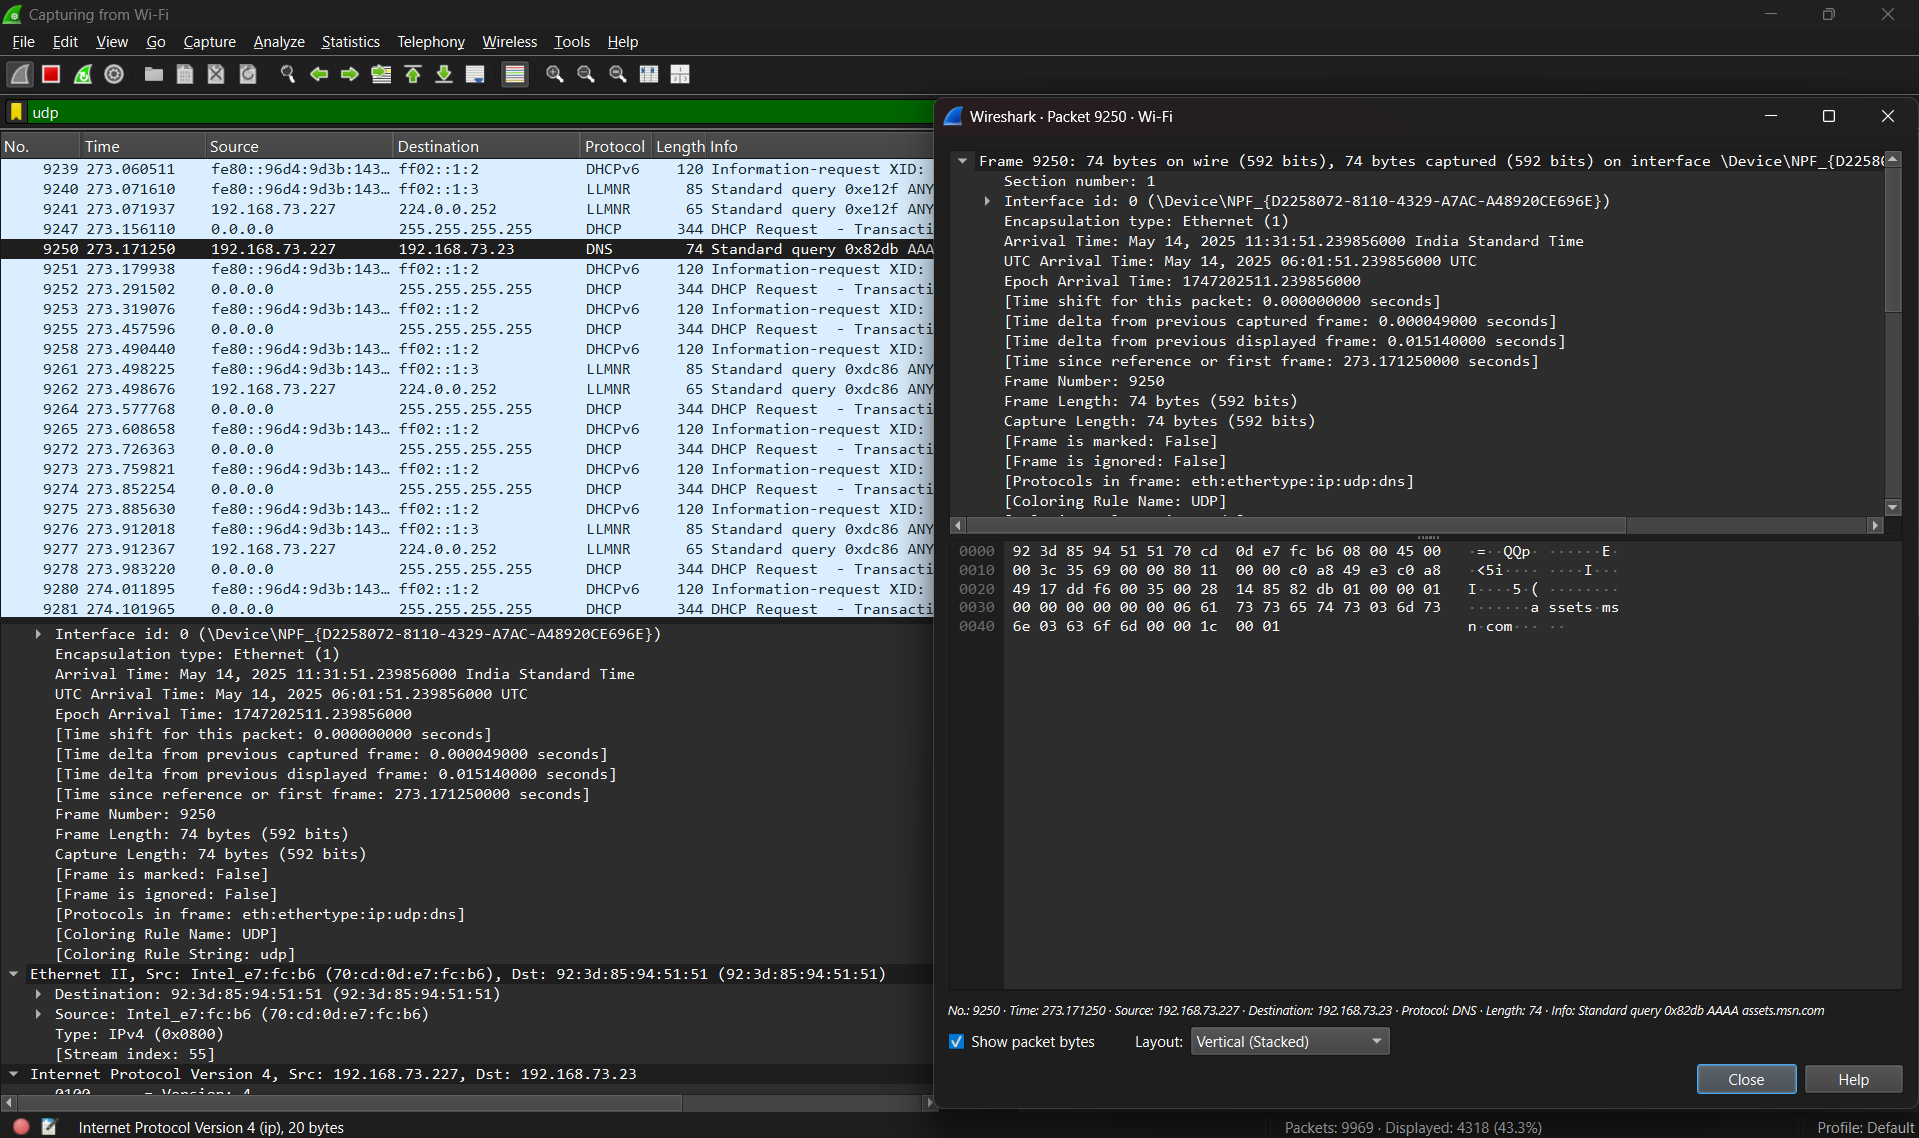 Capturing from Wi-Fi
File Edit View Go Capture Analyze Statistics Telephony Wireless Tools Help
udp
No. Time Source Destination Protocol Length Info
9239 273.060511 fe80::96d4:9d3b:143… ff02::1:2 DHCPv6 120 Information-request XID:
9240 273.071610 fe80::96d4:9d3b:143… ff02::1:3 LLMNR 85 Standard query 0xe12f ANY
9241 273.071937 192.168.73.227 224.0.0.252 LLMNR 65 Standard query 0xe12f ANY
9247 273.156110 0.0.0.0 255.255.255.255 DHCP 344 DHCP Request - Transacti
9250 273.171250 192.168.73.227 192.168.73.23 DNS 74 Standard query 0x82db AAA
9251 273.179938 fe80::96d4:9d3b:143… ff02::1:2 DHCPv6 120 Information-request XID:
9252 273.291502 0.0.0.0 255.255.255.255 DHCP 344 DHCP Request - Transacti
9253 273.319076 fe80::96d4:9d3b:143… ff02::1:2 DHCPv6 120 Information-request XID:
9255 273.457596 0.0.0.0 255.255.255.255 DHCP 344 DHCP Request - Transacti
9258 273.490440 fe80::96d4:9d3b:143… ff02::1:2 DHCPv6 120 Information-request XID:
9261 273.498225 fe80::96d4:9d3b:143… ff02::1:3 LLMNR 85 Standard query 0xdc86 ANY
9262 273.498676 192.168.73.227 224.0.0.252 LLMNR 65 Standard query 0xdc86 ANY
9264 273.577768 0.0.0.0 255.255.255.255 DHCP 344 DHCP Request - Transacti
9265 273.608658 fe80::96d4:9d3b:143… ff02::1:2 DHCPv6 120 Information-request XID:
9272 273.726363 0.0.0.0 255.255.255.255 DHCP 344 DHCP Request - Transacti
9273 273.759821 fe80::96d4:9d3b:143… ff02::1:2 DHCPv6 120 Information-request XID:
9274 273.852254 0.0.0.0 255.255.255.255 DHCP 344 DHCP Request - Transacti
9275 273.885630 fe80::96d4:9d3b:143… ff02::1:2 DHCPv6 120 Information-request XID:
9276 273.912018 fe80::96d4:9d3b:143… ff02::1:3 LLMNR 85 Standard query 0xdc86 ANY
9277 273.912367 192.168.73.227 224.0.0.252 LLMNR 65 Standard query 0xdc86 ANY
9278 273.983220 0.0.0.0 255.255.255.255 DHCP 344 DHCP Request - Transacti
9280 274.011895 fe80::96d4:9d3b:143… ff02::1:2 DHCPv6 120 Information-request XID:
9281 274.101965 0.0.0.0 255.255.255.255 DHCP 344 DHCP Request - Transacti
Interface id: 0 (\Device\NPF_{D2258072-8110-4329-A7AC-A48920CE696E})
Encapsulation type: Ethernet (1)
Arrival Time: May 14, 2025 11:31:51.239856000 India Standard Time
UTC Arrival Time: May 14, 2025 06:01:51.239856000 UTC
Epoch Arrival Time: 1747202511.239856000
[Time shift for this packet: 0.000000000 seconds]
[Time delta from previous captured frame: 0.000049000 seconds]
[Time delta from previous displayed frame: 0.015140000 seconds]
[Time since reference or first frame: 273.171250000 seconds]
Frame Number: 9250
Frame Length: 74 bytes (592 bits)
Capture Length: 74 bytes (592 bits)
[Frame is marked: False]
[Frame is ignored: False]
[Protocols in frame: eth:ethertype:ip:udp:dns]
[Coloring Rule Name: UDP]
[Coloring Rule String: udp]
Ethernet II, Src: Intel_e7:fc:b6 (70:cd:0d:e7:fc:b6), Dst: 92:3d:85:94:51:51 (92:3d:85:94:51:51)
Destination: 92:3d:85:94:51:51 (92:3d:85:94:51:51)
Source: Intel_e7:fc:b6 (70:cd:0d:e7:fc:b6)
Type: IPv4 (0x0800)
[Stream index: 55]
Internet Protocol Version 4, Src: 192.168.73.227, Dst: 192.168.73.23
Internet Protocol Version 4 (ip), 20 bytes
Packets: 9969 · Displayed: 4318 (43.3%)
Profile: Default
Wireshark · Packet 9250 · Wi-Fi
Frame 9250: 74 bytes on wire (592 bits), 74 bytes captured (592 bits) on interface \Device\NPF_{D2258
Section number: 1
Interface id: 0 (\Device\NPF_{D2258072-8110-4329-A7AC-A48920CE696E})
Encapsulation type: Ethernet (1)
Arrival Time: May 14, 2025 11:31:51.239856000 India Standard Time
UTC Arrival Time: May 14, 2025 06:01:51.239856000 UTC
Epoch Arrival Time: 1747202511.239856000
[Time shift for this packet: 0.000000000 seconds]
[Time delta from previous captured frame: 0.000049000 seconds]
[Time delta from previous displayed frame: 0.015140000 seconds]
[Time since reference or first frame: 273.171250000 seconds]
Frame Number: 9250
Frame Length: 74 bytes (592 bits)
Capture Length: 74 bytes (592 bits)
[Frame is marked: False]
[Frame is ignored: False]
[Protocols in frame: eth:ethertype:ip:udp:dns]
[Coloring Rule Name: UDP]
0000 92 3d 85 94 51 51 70 cd 0d e7 fc b6 08 00 45 00 ·=··QQp· ······E·
0010 00 3c 35 69 00 00 80 11 00 00 c0 a8 49 e3 c0 a8 ·<5i···· ····I···
0020 49 17 dd f6 00 35 00 28 14 85 82 db 01 00 00 01 I····5·( ········
0030 00 00 00 00 00 00 06 61 73 73 65 74 73 03 6d 73 ·······a ssets·ms
0040 6e 03 63 6f 6d 00 00 1c 00 01 n·com··· ··
No.: 9250 · Time: 273.171250 · Source: 192.168.73.227 · Destination: 192.168.73.23 · Protocol: DNS · Length: 74 · Info: Standard query 0x82db AAAA assets.msn.com
Show packet bytes Layout: Vertical (Stacked)
Close Help